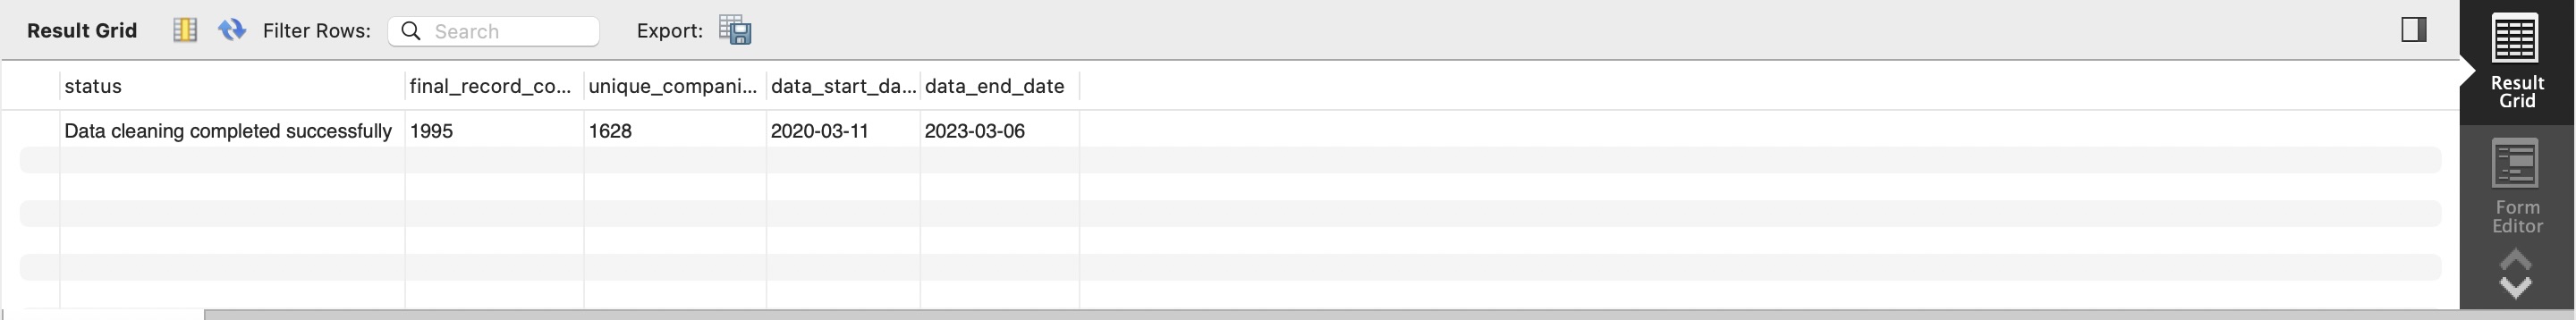 Result Grid Filter Rows: Search Export:
status final_record_co... unique_compani... data_start_da... data_end_date
Data cleaning completed successfully 1995 1628 2020-03-11 2023-03-06
Result
Grid
Form
Editor